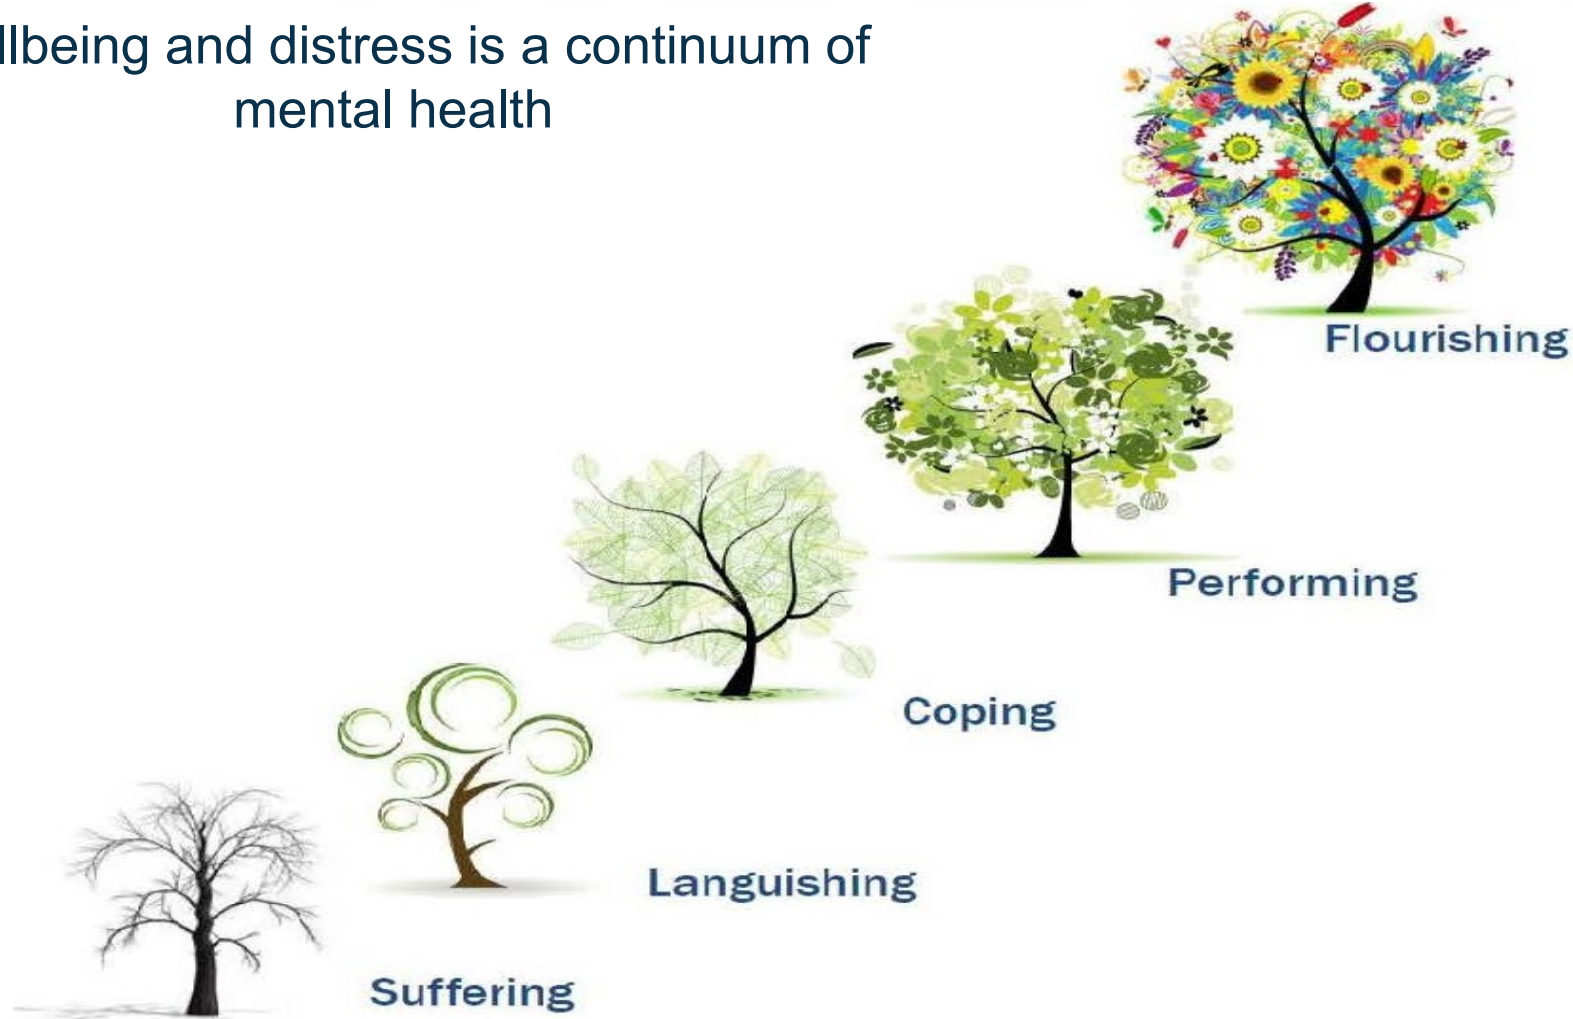 llbeing and distress is a continuum of
mental health
Flourishing
Performing
Coping
Languishing
Suffering